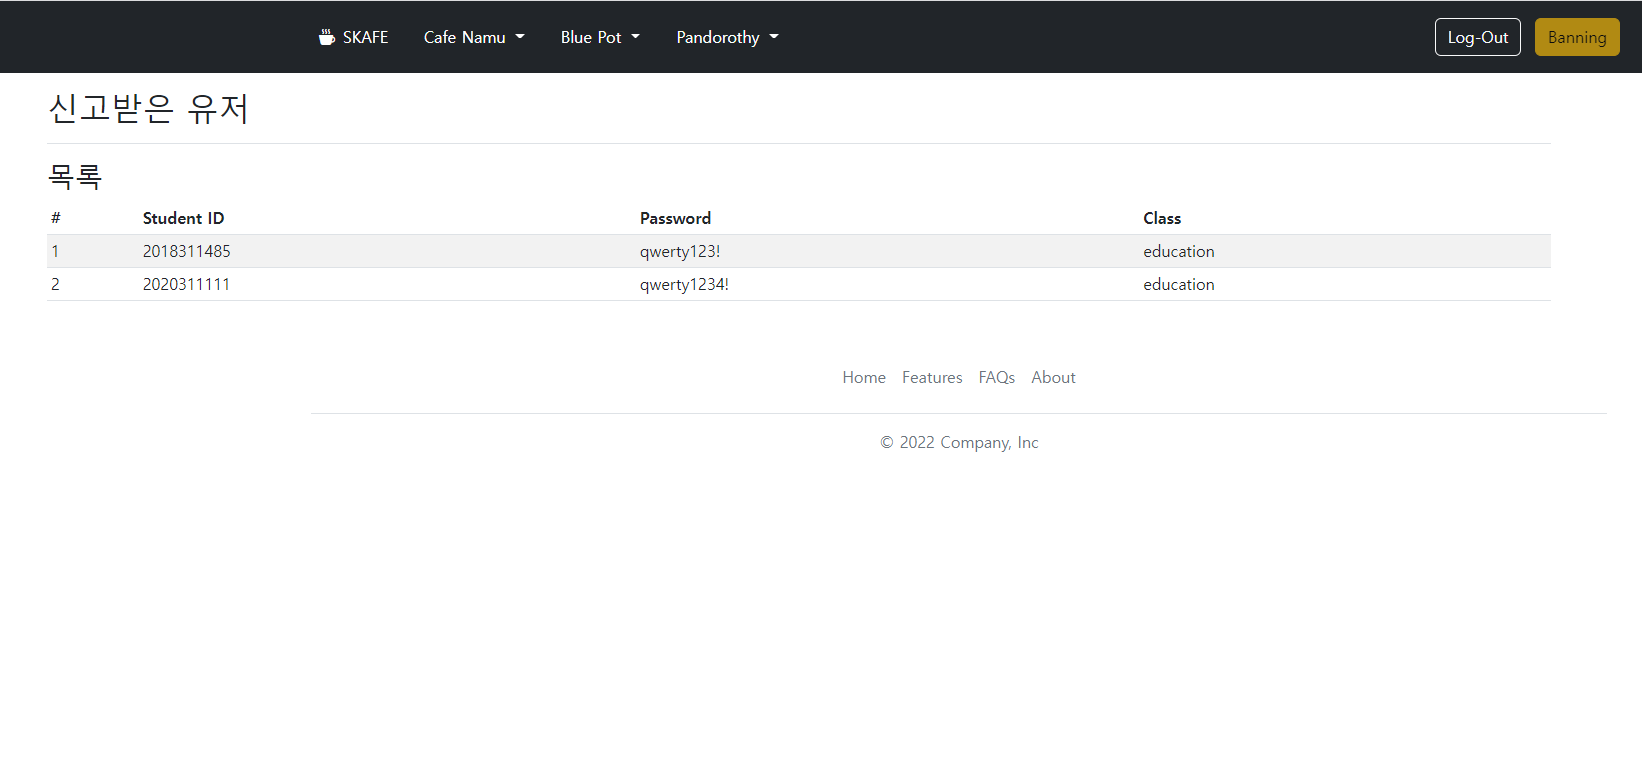 SKAFE Cafe Namu Blue Pot Pandorothy Log-Out Banning
신고받은 유저
목록
# Student ID Password Class
1 2018311485 qwerty123! education
2 2020311111 qwerty1234! education
Home Features FAQs About
© 2022 Company, Inc